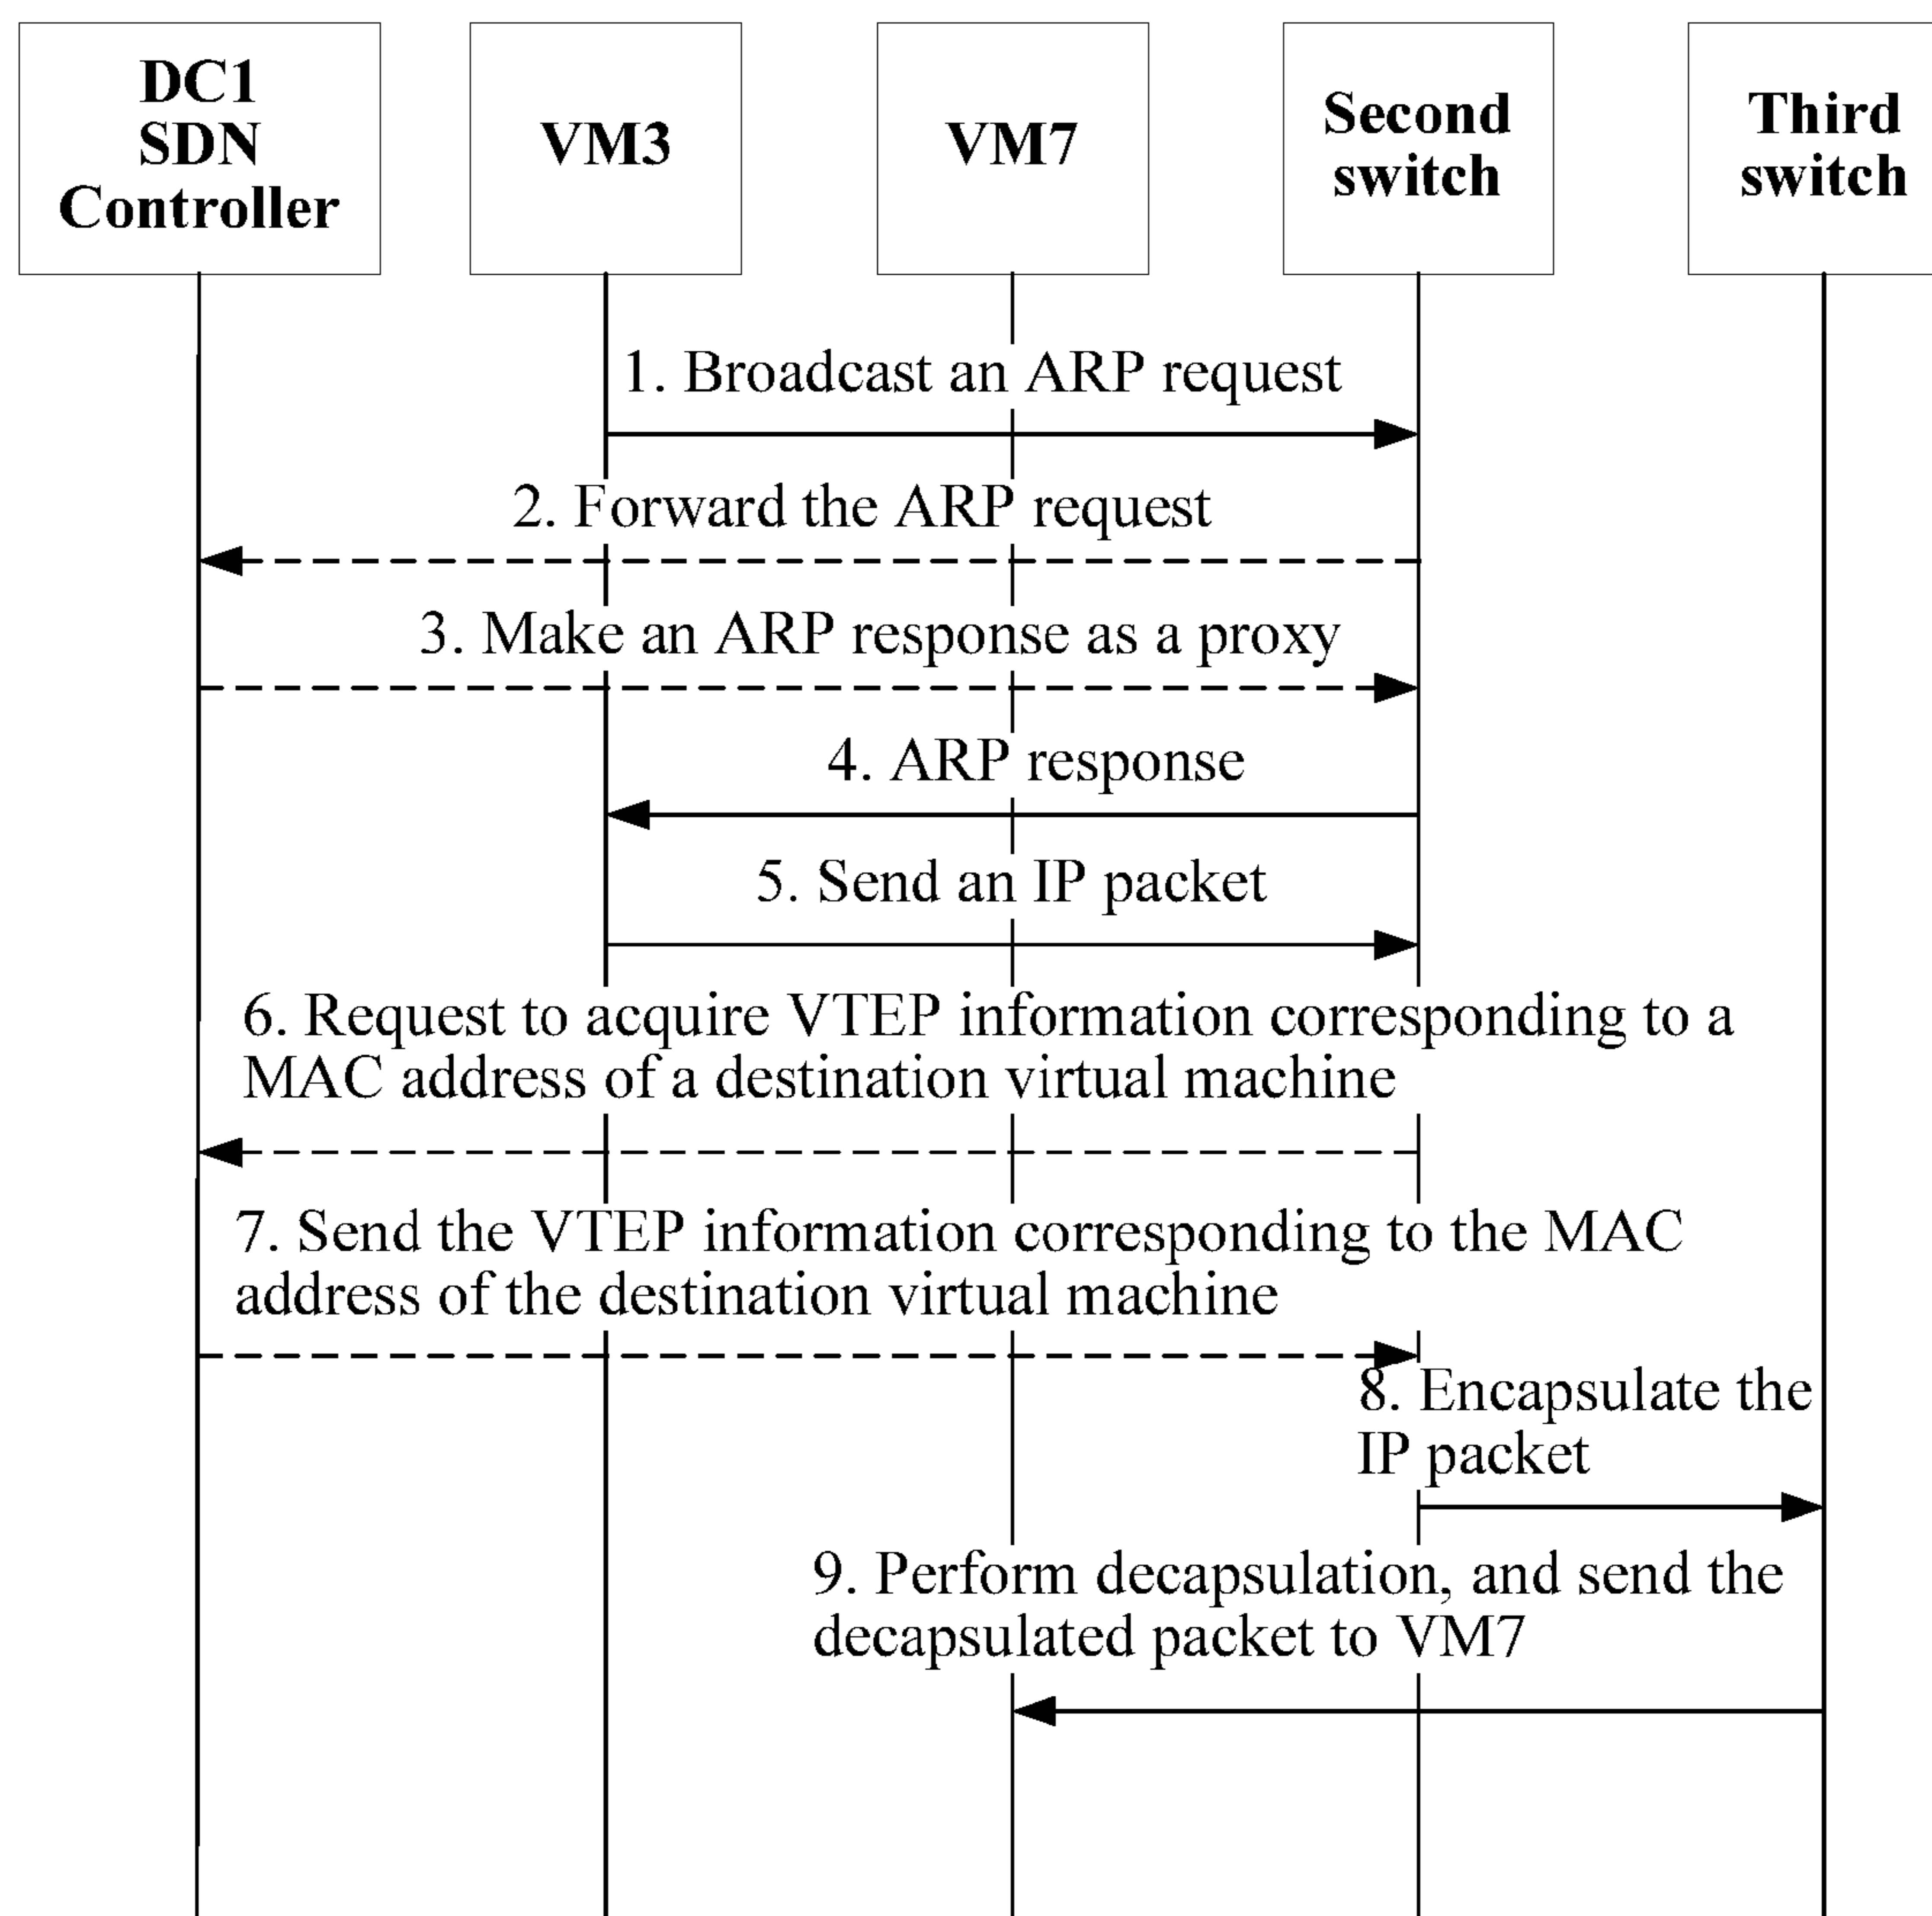 DC1
SDN
Controller
VM3
VM7
Second
switch
Third
switch
1. Broadcast an ARP request
2. Forward the ARP request
3. Make an ARP response as a proxy
4. ARP response
5. Send an IP packet
6. Request to acquire VTEP information corresponding to a
MAC address of a destination virtual machine
7. Send the VTEP information corresponding to the MAC
address of the destination virtual machine
8. Encapsulate the
IP packet
9. Perform decapsulation, and send the
decapsulated packet to VM7